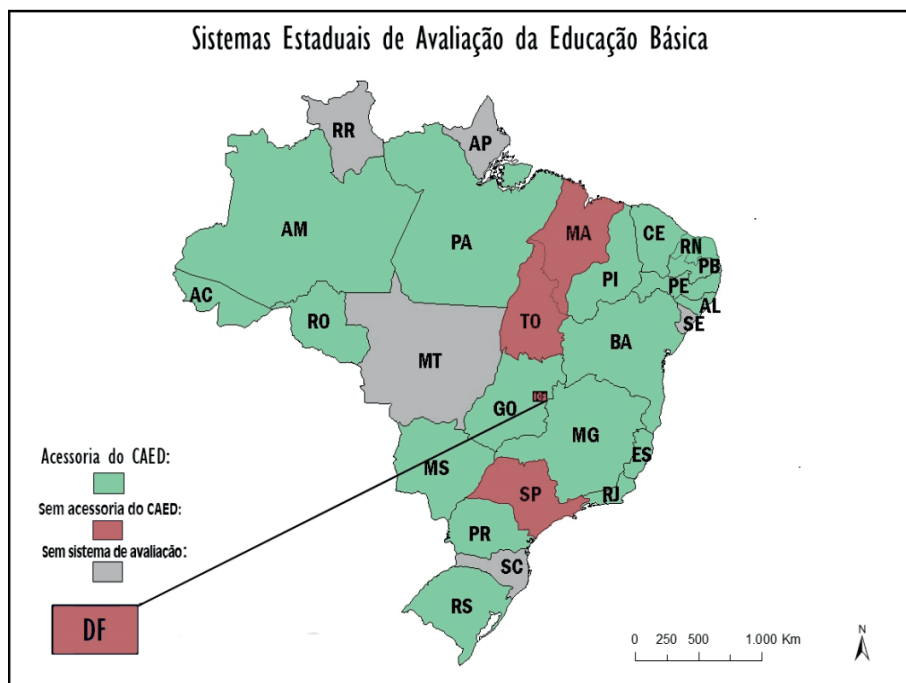 Sistemas Estaduais de Avaliação da Educação Básica
RR
AP
AM
PA
MA
CE
RN
PB
PI
PE
AC
AL
RO
TO
SE
BA
MT
GO
MG
ES
MS
SP
RJ
PR
SC
RS
Acessoria do CAED:
Sem acessoria do CAED:
Sem sistema de avaliação:
DF
0 250 500 1.000 Km
N